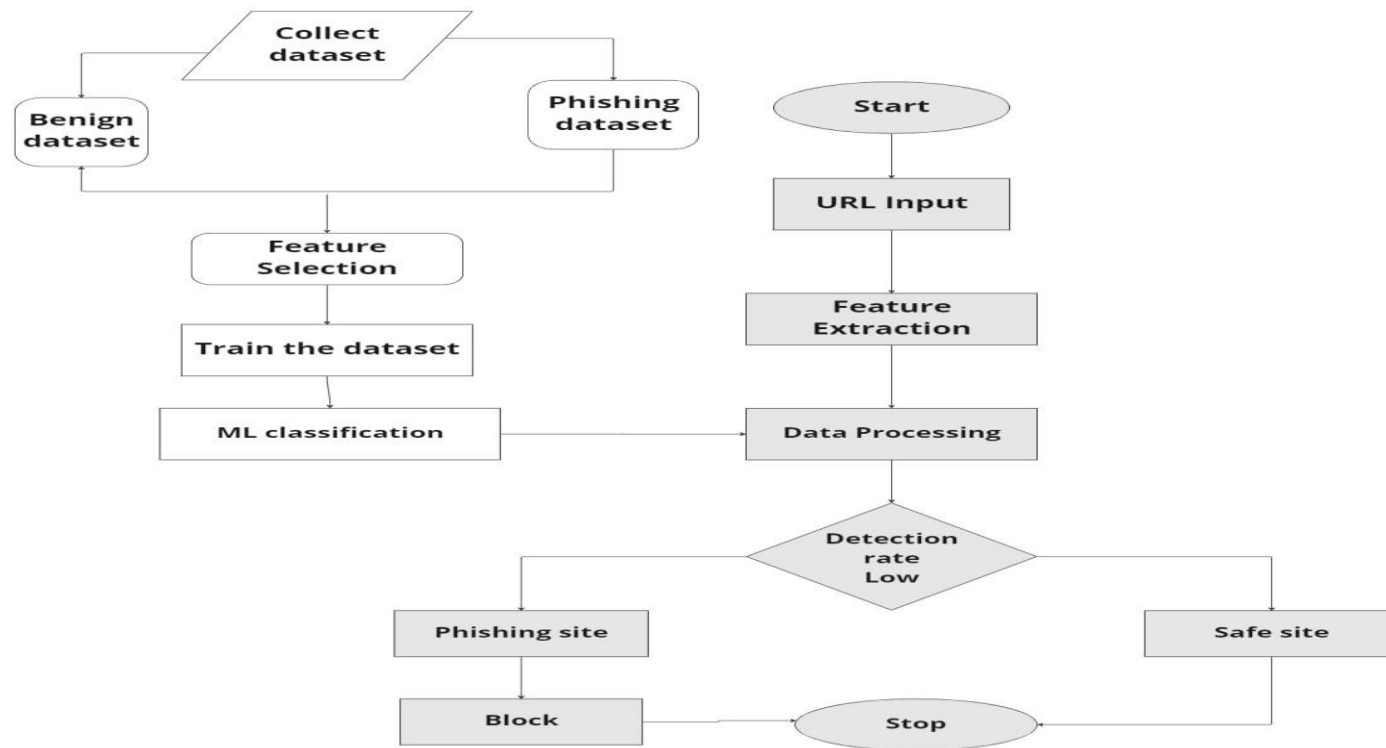 Collect
dataset
Benign
dataset
Phishing
dataset
Feature
Selection
Train the dataset
ML classification
Start
URL Input
Feature
Extraction
Data Processing
Detection
rate
Low
Phishing site
Safe site
Block
Stop